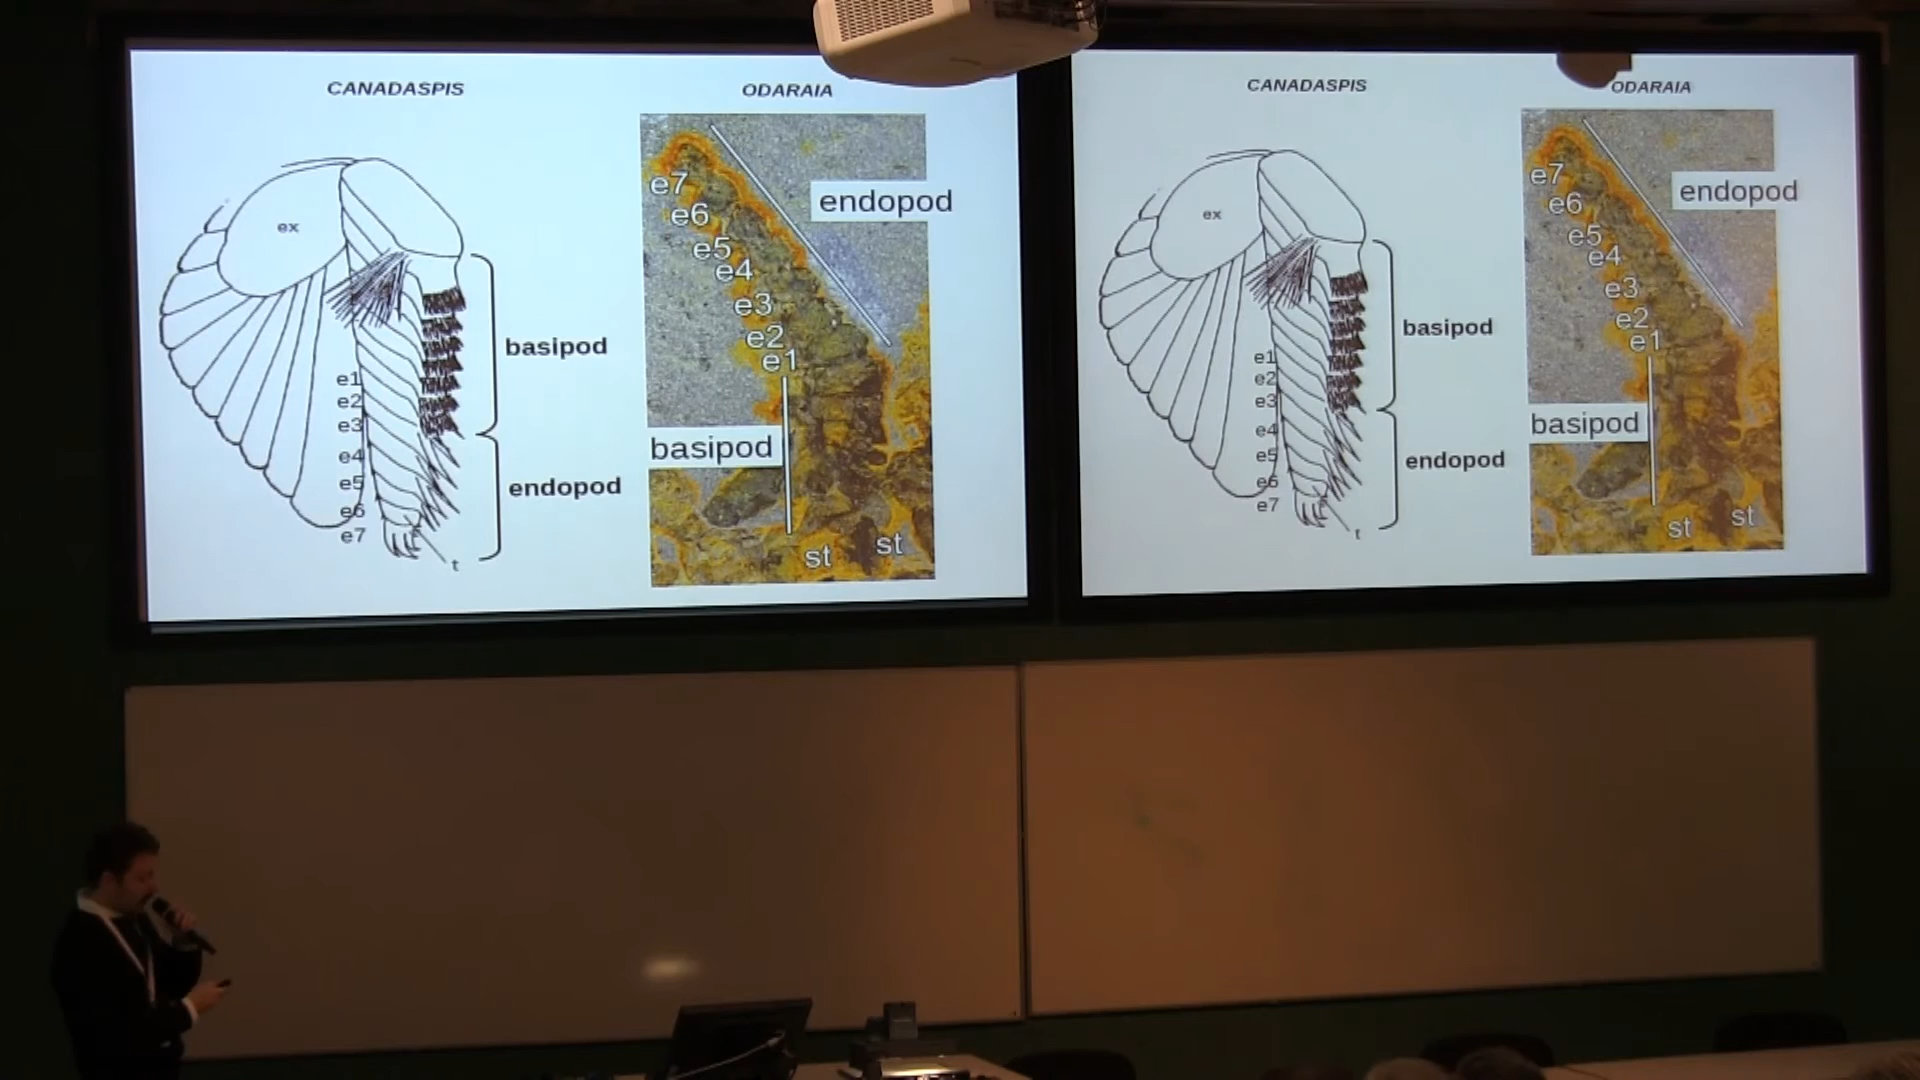 CANADASPIS
ODARAIA
ex
basipod
endopod
e1
e2
e3
e4
e5
e6
e7
t
e7
e6
e5
e4
e3
e2
e1
endopod
basipod
st
st
CANADASPIS
ODARAIA
ex
basipod
endopod
e1
e2
e3
e4
e5
e6
e7
t
e7
e6
e5
e4
e3
e2
e1
endopod
basipod
st
st